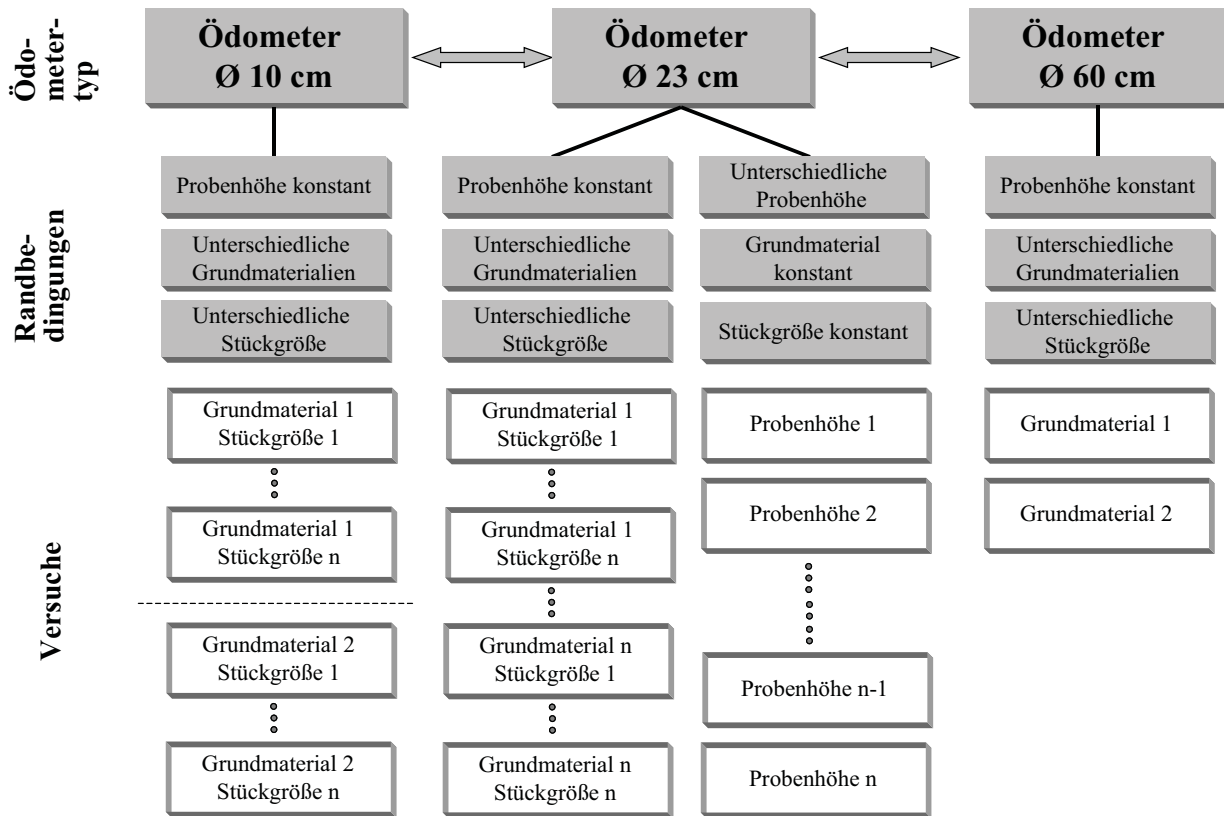 Ödo-
meter-
typ
Ödometer
Ø 10 cm
Ödometer
Ø 23 cm
Ödometer
Ø 60 cm
Randbe-
dingungen
Probenhöhe konstant
Unterschiedliche
Grundmaterialien
Unterschiedliche
Stückgröße
Probenhöhe konstant
Unterschiedliche
Grundmaterialien
Unterschiedliche
Stückgröße
Unterschiedliche
Probenhöhe
Grundmaterial
konstant
Stückgröße konstant
Probenhöhe konstant
Unterschiedliche
Grundmaterialien
Unterschiedliche
Stückgröße
Versuche
Grundmaterial 1
Stückgröße 1
Grundmaterial 1
Stückgröße n
Grundmaterial 2
Stückgröße 1
Grundmaterial 2
Stückgröße n
Grundmaterial 1
Stückgröße 1
Grundmaterial 1
Stückgröße n
Grundmaterial n
Stückgröße 1
Grundmaterial n
Stückgröße n
Probenhöhe 1
Probenhöhe 2
Probenhöhe n-1
Probenhöhe n
Grundmaterial 1
Grundmaterial 2